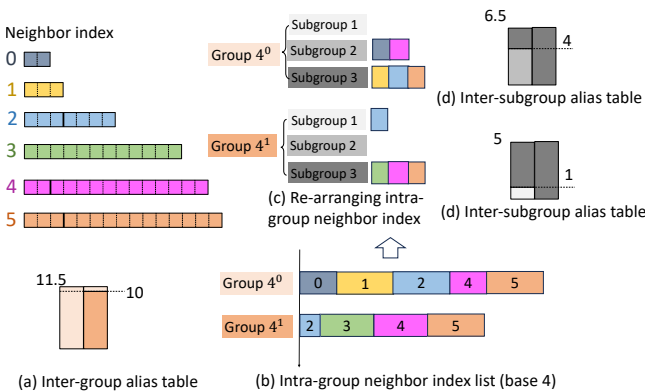 Neighbor index
0
1
2
3
4
5
Group 4⁰
Subgroup 1
Subgroup 2
Subgroup 3
Group 4¹
Subgroup 1
Subgroup 2
Subgroup 3
(c) Re-arranging intra-
group neighbor index
6.5
4
(d) Inter-subgroup alias table
5
1
(d) Inter-subgroup alias table
11.5
10
(a) Inter-group alias table
Group 4⁰ 0 1 2 4 5
Group 4¹ 2 3 4 5
(b) Intra-group neighbor index list (base 4)